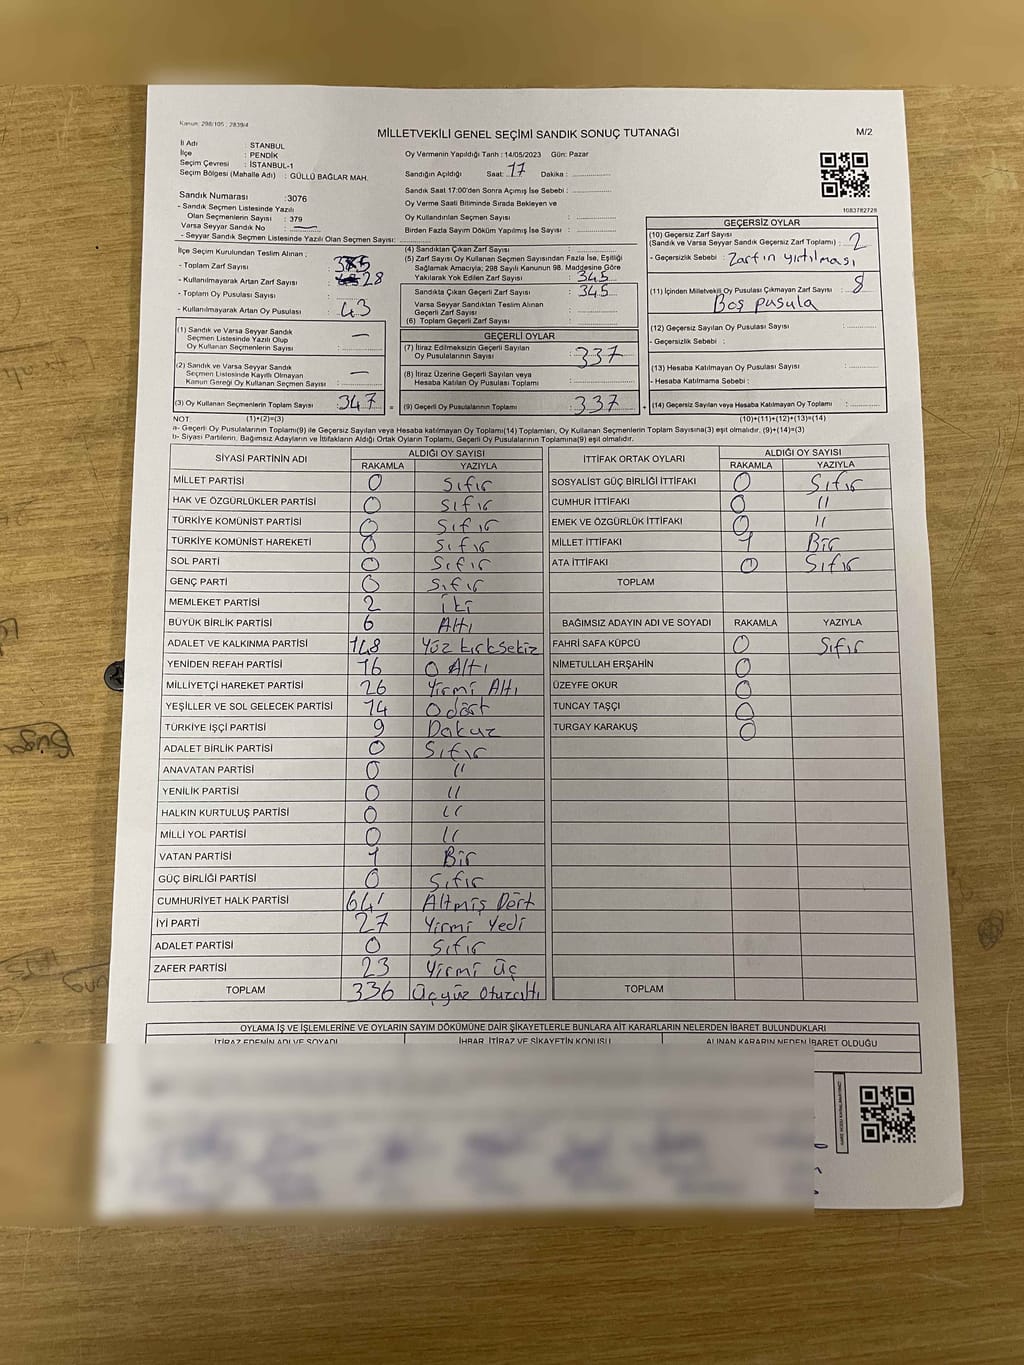 Kanun: 298/105 ; 2839/4
MİLLETVEKİLİ GENEL SEÇİMİ SANDIK SONUÇ TUTANAĞI
M/2
İl Adı : STANBUL
İlçe : PENDİK
Seçim Çevresi : İSTANBUL-1
Seçim Bölgesi (Mahalle Adı) : GÜLLÜ BAĞLAR MAH.
Sandık Numarası :3076
- Sandık Seçmen Listesinde Yazılı
Olan Seçmenlerin Sayısı : 379
Varsa Seyyar Sandık No : —
- Seyyar Sandık Seçmen Listesinde Yazılı Olan Seçmen Sayısı:
Oy Vermenin Yapıldığı Tarih : 14/05/2023 Gün: Pazar
Sandığın Açıldığı Saat: 17 Dakika :
Sandık Saat 17:00'den Sonra Açımış İse Sebebi :
Oy Verme Saati Bitiminde Sırada Bekleyen ve
Oy Kullandırılan Seçmen Sayısı :
Birden Fazla Sayım Döküm Yapılmış İse Sayısı :
1083782728
İlçe Seçim Kurulundan Teslim Alınan ;
- Toplam Zarf Sayısı :
- Kullanılmayarak Artan Zarf Sayısı : 28
- Toplam Oy Pusulası Sayısı :
- Kullanılmayarak Artan Oy Pusulası : 43
(1) Sandık ve Varsa Seyyar Sandık
Seçmen Listesinde Yazılı Olup
Oy Kullanan Seçmenlerin Sayısı : —
(2) Sandık ve Varsa Seyyar Sandık
Seçmen Listesinde Kayıtlı Olmayan
Kanun Gereği Oy Kullanan Seçmen Sayısı : —
(3) Oy Kullanan Seçmenlerin Toplam Sayısı : 347
(4) Sandıktan Çıkan Zarf Sayısı :
(5) Zarf Sayısı Oy Kullanan Seçmen Sayısından Fazla İse, Eşitliği
Sağlamak Amacıyla; 298 Sayılı Kanunun 98. Maddesine Göre
Yakılarak Yok Edilen Zarf Sayısı : 345
Sandıkta Çıkan Geçerli Zarf Sayısı : 345
Varsa Seyyar Sandıktan Teslim Alınan
Geçerli Zarf Sayısı :
(6) Toplam Geçerli Zarf Sayısı :
GEÇERLİ OYLAR
(7) İtiraz Edilmeksizin Geçerli Sayılan
Oy Pusulalarının Sayısı : 337
(8) İtiraz Üzerine Geçerli Sayılan veya
Hesaba Katılan Oy Pusulası Toplamı :
= (9) Geçerli Oy Pusulalarının Toplamı : 337
GEÇERSİZ OYLAR
(10) Geçersiz Zarf Sayısı
(Sandık ve Varsa Seyyar Sandık Geçersiz Zarf Toplamı) : 2
- Geçersizlik Sebebi : Zarfın yırtılması
(11) İçinden Milletvekili Oy Pusulası Çıkmayan Zarf Sayısı : 8
Boş pusula
(12) Geçersiz Sayılan Oy Pusulası Sayısı :
- Geçersizlik Sebebi :
(13) Hesaba Katılmayan Oy Pusulası Sayısı :
- Hesaba Katılmama Sebebi :
+ (14) Geçersiz Sayılan veya Hesaba Katılmayan Oy Toplamı :
NOT (1)+(2)=(3) (10)+(11)+(12)+(13)=(14)
a- Geçerli Oy Pusulalarının Toplamı(9) ile Geçersiz Sayılan veya Hesaba katılmayan Oy Toplamı(14) Toplamları, Oy Kullanan Seçmenlerin Toplam Sayısına(3) eşit olmalıdır. (9)+(14)=(3)
b- Siyasi Partilerin, Bağımsız Adayların ve İttifakların Aldığı Ortak Oyların Toplamı, Geçerli Oy Pusulalarının Toplamına(9) eşit olmalıdır.
SİYASİ PARTİNİN ADI ALDIĞI OY SAYISI
RAKAMLA YAZIYLA
MİLLET PARTİSİ 0 Sıfır
HAK VE ÖZGÜRLÜKLER PARTİSİ 0 Sıfır
TÜRKİYE KOMÜNİST PARTİSİ 0 Sıfır
TÜRKİYE KOMÜNİST HAREKETİ 0 Sıfır
SOL PARTİ 0 Sıfır
GENÇ PARTİ 0 Sıfır
MEMLEKET PARTİSİ 2 iki
BÜYÜK BİRLİK PARTİSİ 6 Altı
ADALET VE KALKINMA PARTİSİ 148 Yüz kırksekiz
YENİDEN REFAH PARTİSİ 16 O Altı
MİLLİYETÇİ HAREKET PARTİSİ 26 Yirmi Altı
YEŞİLLER VE SOL GELECEK PARTİSİ 14 O dört
TÜRKİYE İŞÇİ PARTİSİ 9 Dokuz
ADALET BİRLİK PARTİSİ 0 Sıfır
ANAVATAN PARTİSİ 0 "
YENİLİK PARTİSİ 0 "
HALKIN KURTULUŞ PARTİSİ 0 "
MİLLİ YOL PARTİSİ 0 "
VATAN PARTİSİ 1 Bir
GÜÇ BİRLİĞİ PARTİSİ 0 Sıfır
CUMHURİYET HALK PARTİSİ 64 Altmış Dört
İYİ PARTİ 27 Yirmi Yedi
ADALET PARTİSİ 0 Sıfır
ZAFER PARTİSİ 23 Yirmi Üç
TOPLAM 336 Üçyüz Otuzaltı
İTTİFAK ORTAK OYLARI ALDIĞI OY SAYISI
RAKAMLA YAZIYLA
SOSYALİST GÜÇ BİRLİĞİ İTTİFAKI 0 Sıfır
CUMHUR İTTİFAKI 0 "
EMEK VE ÖZGÜRLÜK İTTİFAKI 0 "
MİLLET İTTİFAKI 1 Bir
ATA İTTİFAKI 0 Sıfır
TOPLAM
BAĞIMSIZ ADAYIN ADI VE SOYADI RAKAMLA YAZIYLA
FAHRİ SAFA KÜPCÜ 0 Sıfır
NİMETULLAH ERŞAHİN 0
ÜZEYFE OKUR 0
TUNCAY TAŞÇI 0
TURGAY KARAKUŞ 0
TOPLAM
OYLAMA İŞ VE İŞLEMLERİNE VE OYLARIN SAYIM DÖKÜMÜNE DAİR ŞİKAYETLERLE BUNLARA AİT KARARLARIN NELERDEN İBARET BULUNDUKLARI
İTİRAZ EDENİN ADI VE SOYADI İHBAR, İTİRAZ VE ŞİKAYETİN KONUSU ALINAN KARARIN NEDEN İBARET OLDUĞU